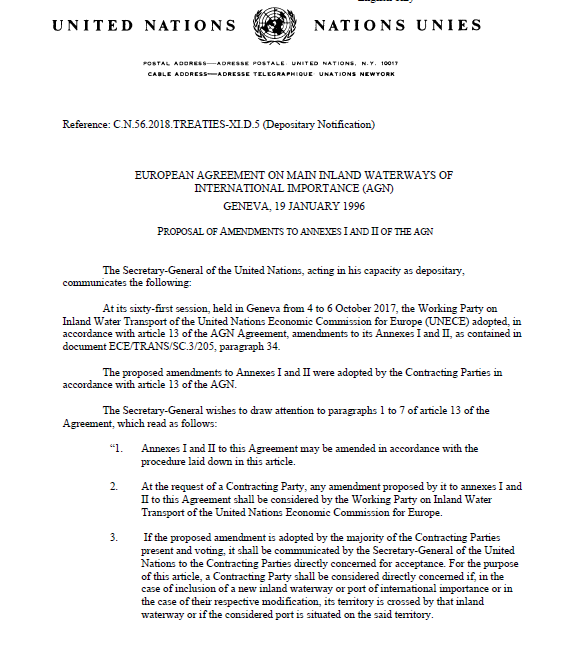 UNITED NATIONS NATIONS UNIES
POSTAL ADDRESS—ADRESSE POSTALE: UNITED NATIONS, N.Y. 10017
CABLE ADDRESS—ADRESSE TELEGRAPHIQUE: UNATIONS NEWYORK
Reference: C.N.56.2018.TREATIES-XI.D.5 (Depositary Notification)
EUROPEAN AGREEMENT ON MAIN INLAND WATERWAYS OF
INTERNATIONAL IMPORTANCE (AGN)
GENEVA, 19 JANUARY 1996
PROPOSAL OF AMENDMENTS TO ANNEXES I AND II OF THE AGN
The Secretary-General of the United Nations, acting in his capacity as depositary,
communicates the following:
At its sixty-first session, held in Geneva from 4 to 6 October 2017, the Working Party on
Inland Water Transport of the United Nations Economic Commission for Europe (UNECE) adopted, in
accordance with article 13 of the AGN Agreement, amendments to its Annexes I and II, as contained in
document ECE/TRANS/SC.3/205, paragraph 34.
The proposed amendments to Annexes I and II were adopted by the Contracting Parties in
accordance with article 13 of the AGN.
The Secretary-General wishes to draw attention to paragraphs 1 to 7 of article 13 of the
Agreement, which read as follows:
“1. Annexes I and II to this Agreement may be amended in accordance with the
procedure laid down in this article.
2. At the request of a Contracting Party, any amendment proposed by it to annexes I and
II to this Agreement shall be considered by the Working Party on Inland Water
Transport of the United Nations Economic Commission for Europe.
3. If the proposed amendment is adopted by the majority of the Contracting Parties
present and voting, it shall be communicated by the Secretary-General of the United
Nations to the Contracting Parties directly concerned for acceptance. For the purpose
of this article, a Contracting Party shall be considered directly concerned if, in the
case of inclusion of a new inland waterway or port of international importance or in
the case of their respective modification, its territory is crossed by that inland
waterway or if the considered port is situated on the said territory.